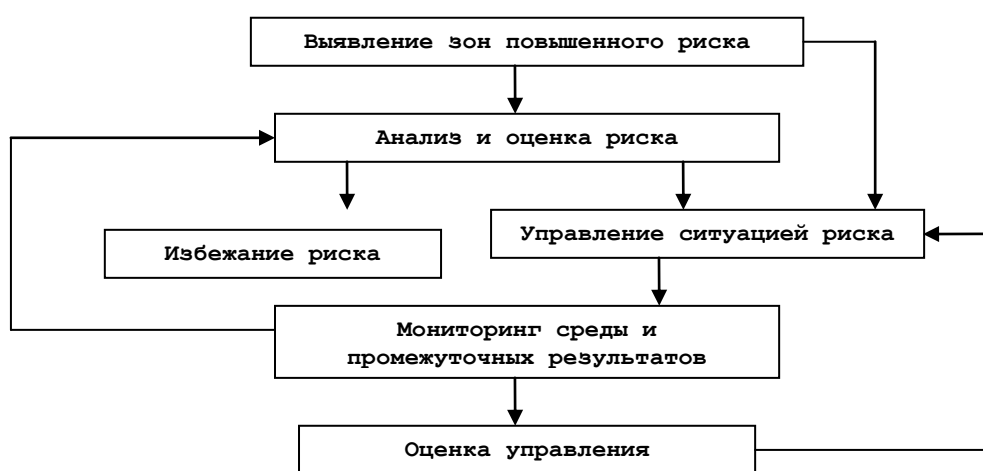 Выявление зон повышенного риска
Анализ и оценка риска
Управление ситуацией риска
Избежание риска
Мониторинг среды и
промежуточных результатов
Оценка управления